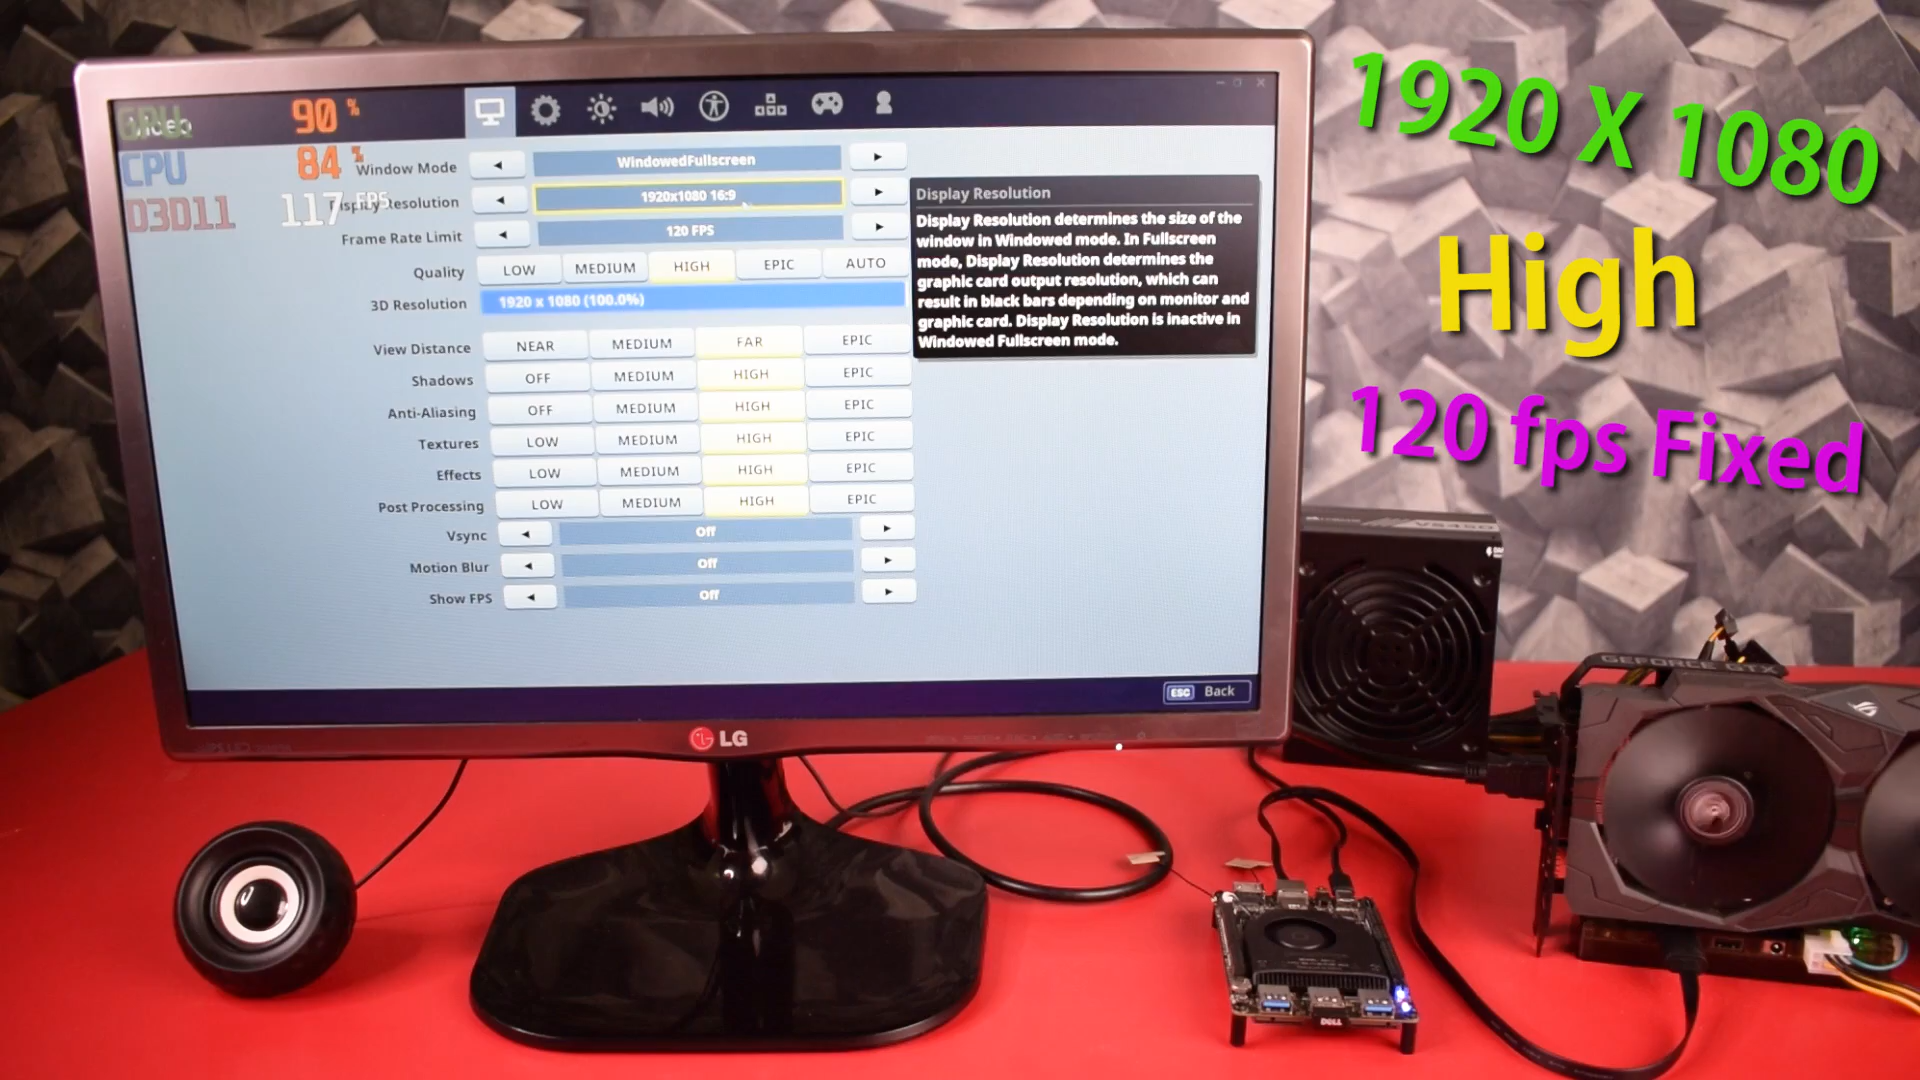 GPU 90 %
Video
CPU 84 %
D3D11 117 FPS
Window Mode WindowedFullscreen
Display Resolution 1920x1080 16:9
Frame Rate Limit 120 FPS
Quality LOW MEDIUM HIGH EPIC AUTO
3D Resolution 1920 x 1080 (100.0%)
View Distance NEAR MEDIUM FAR EPIC
Shadows OFF MEDIUM HIGH EPIC
Anti-Aliasing OFF MEDIUM HIGH EPIC
Textures LOW MEDIUM HIGH EPIC
Effects LOW MEDIUM HIGH EPIC
Post Processing LOW MEDIUM HIGH EPIC
Vsync Off
Motion Blur Off
Show FPS Off
Display Resolution
Display Resolution determines the size of the
window in Windowed mode. In Fullscreen
mode, Display Resolution determines the
graphic card output resolution, which can
result in black bars depending on monitor and
graphic card. Display Resolution is inactive in
Windowed Fullscreen mode.
ESC Back
LG
1920 X 1080
High
120 fps Fixed
VS450
GEFORCE GTX
DELL